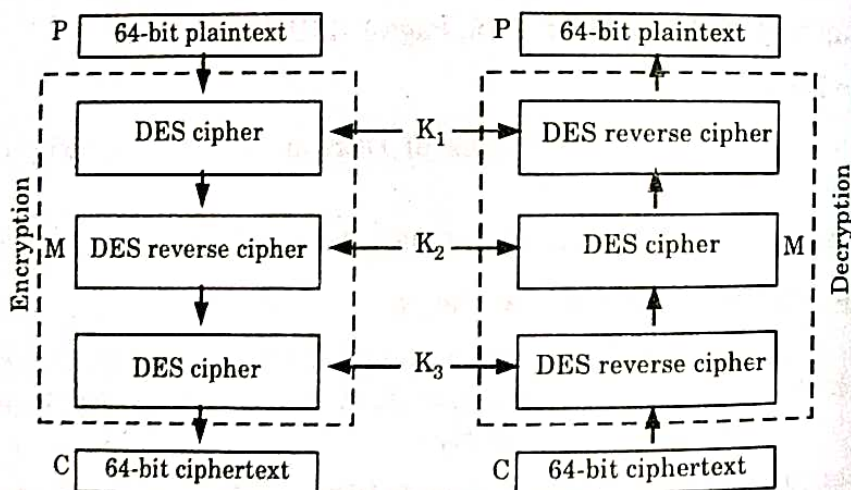 P 64-bit plaintext
Encryption
DES cipher
M DES reverse cipher
DES cipher
C 64-bit ciphertext
K1
K2
K3
P 64-bit plaintext
DES reverse cipher
DES cipher M
DES reverse cipher
Decryption
C 64-bit ciphertext